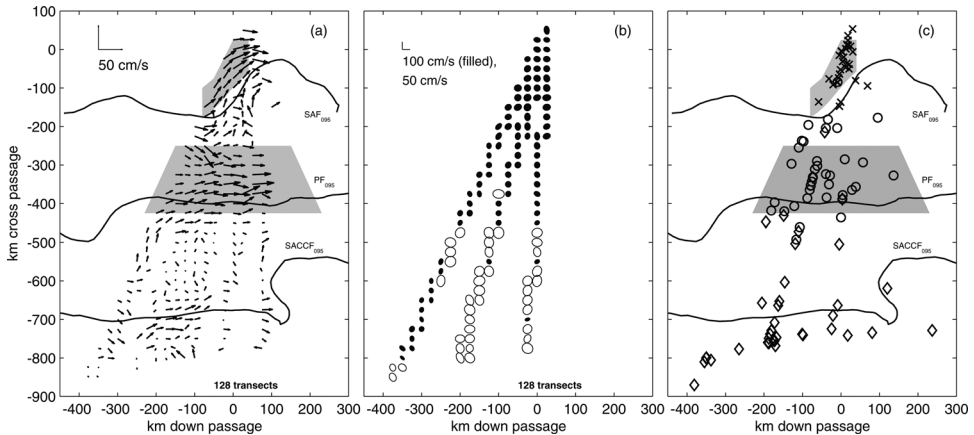 km cross passage
100
0
-100
-200
-300
-400
-500
-600
-700
-800
-900
(a)
50 cm/s
SAF095
PF095
SACCF095
128 transects
-400 -300 -200 -100 0 100 200 300
km down passage
(b)
100 cm/s (filled),
50 cm/s
128 transects
-400 -300 -200 -100 0 100 200 300
km down passage
(c)
SAF095
PF095
SACCF095
-400 -300 -200 -100 0 100 200 300
km down passage